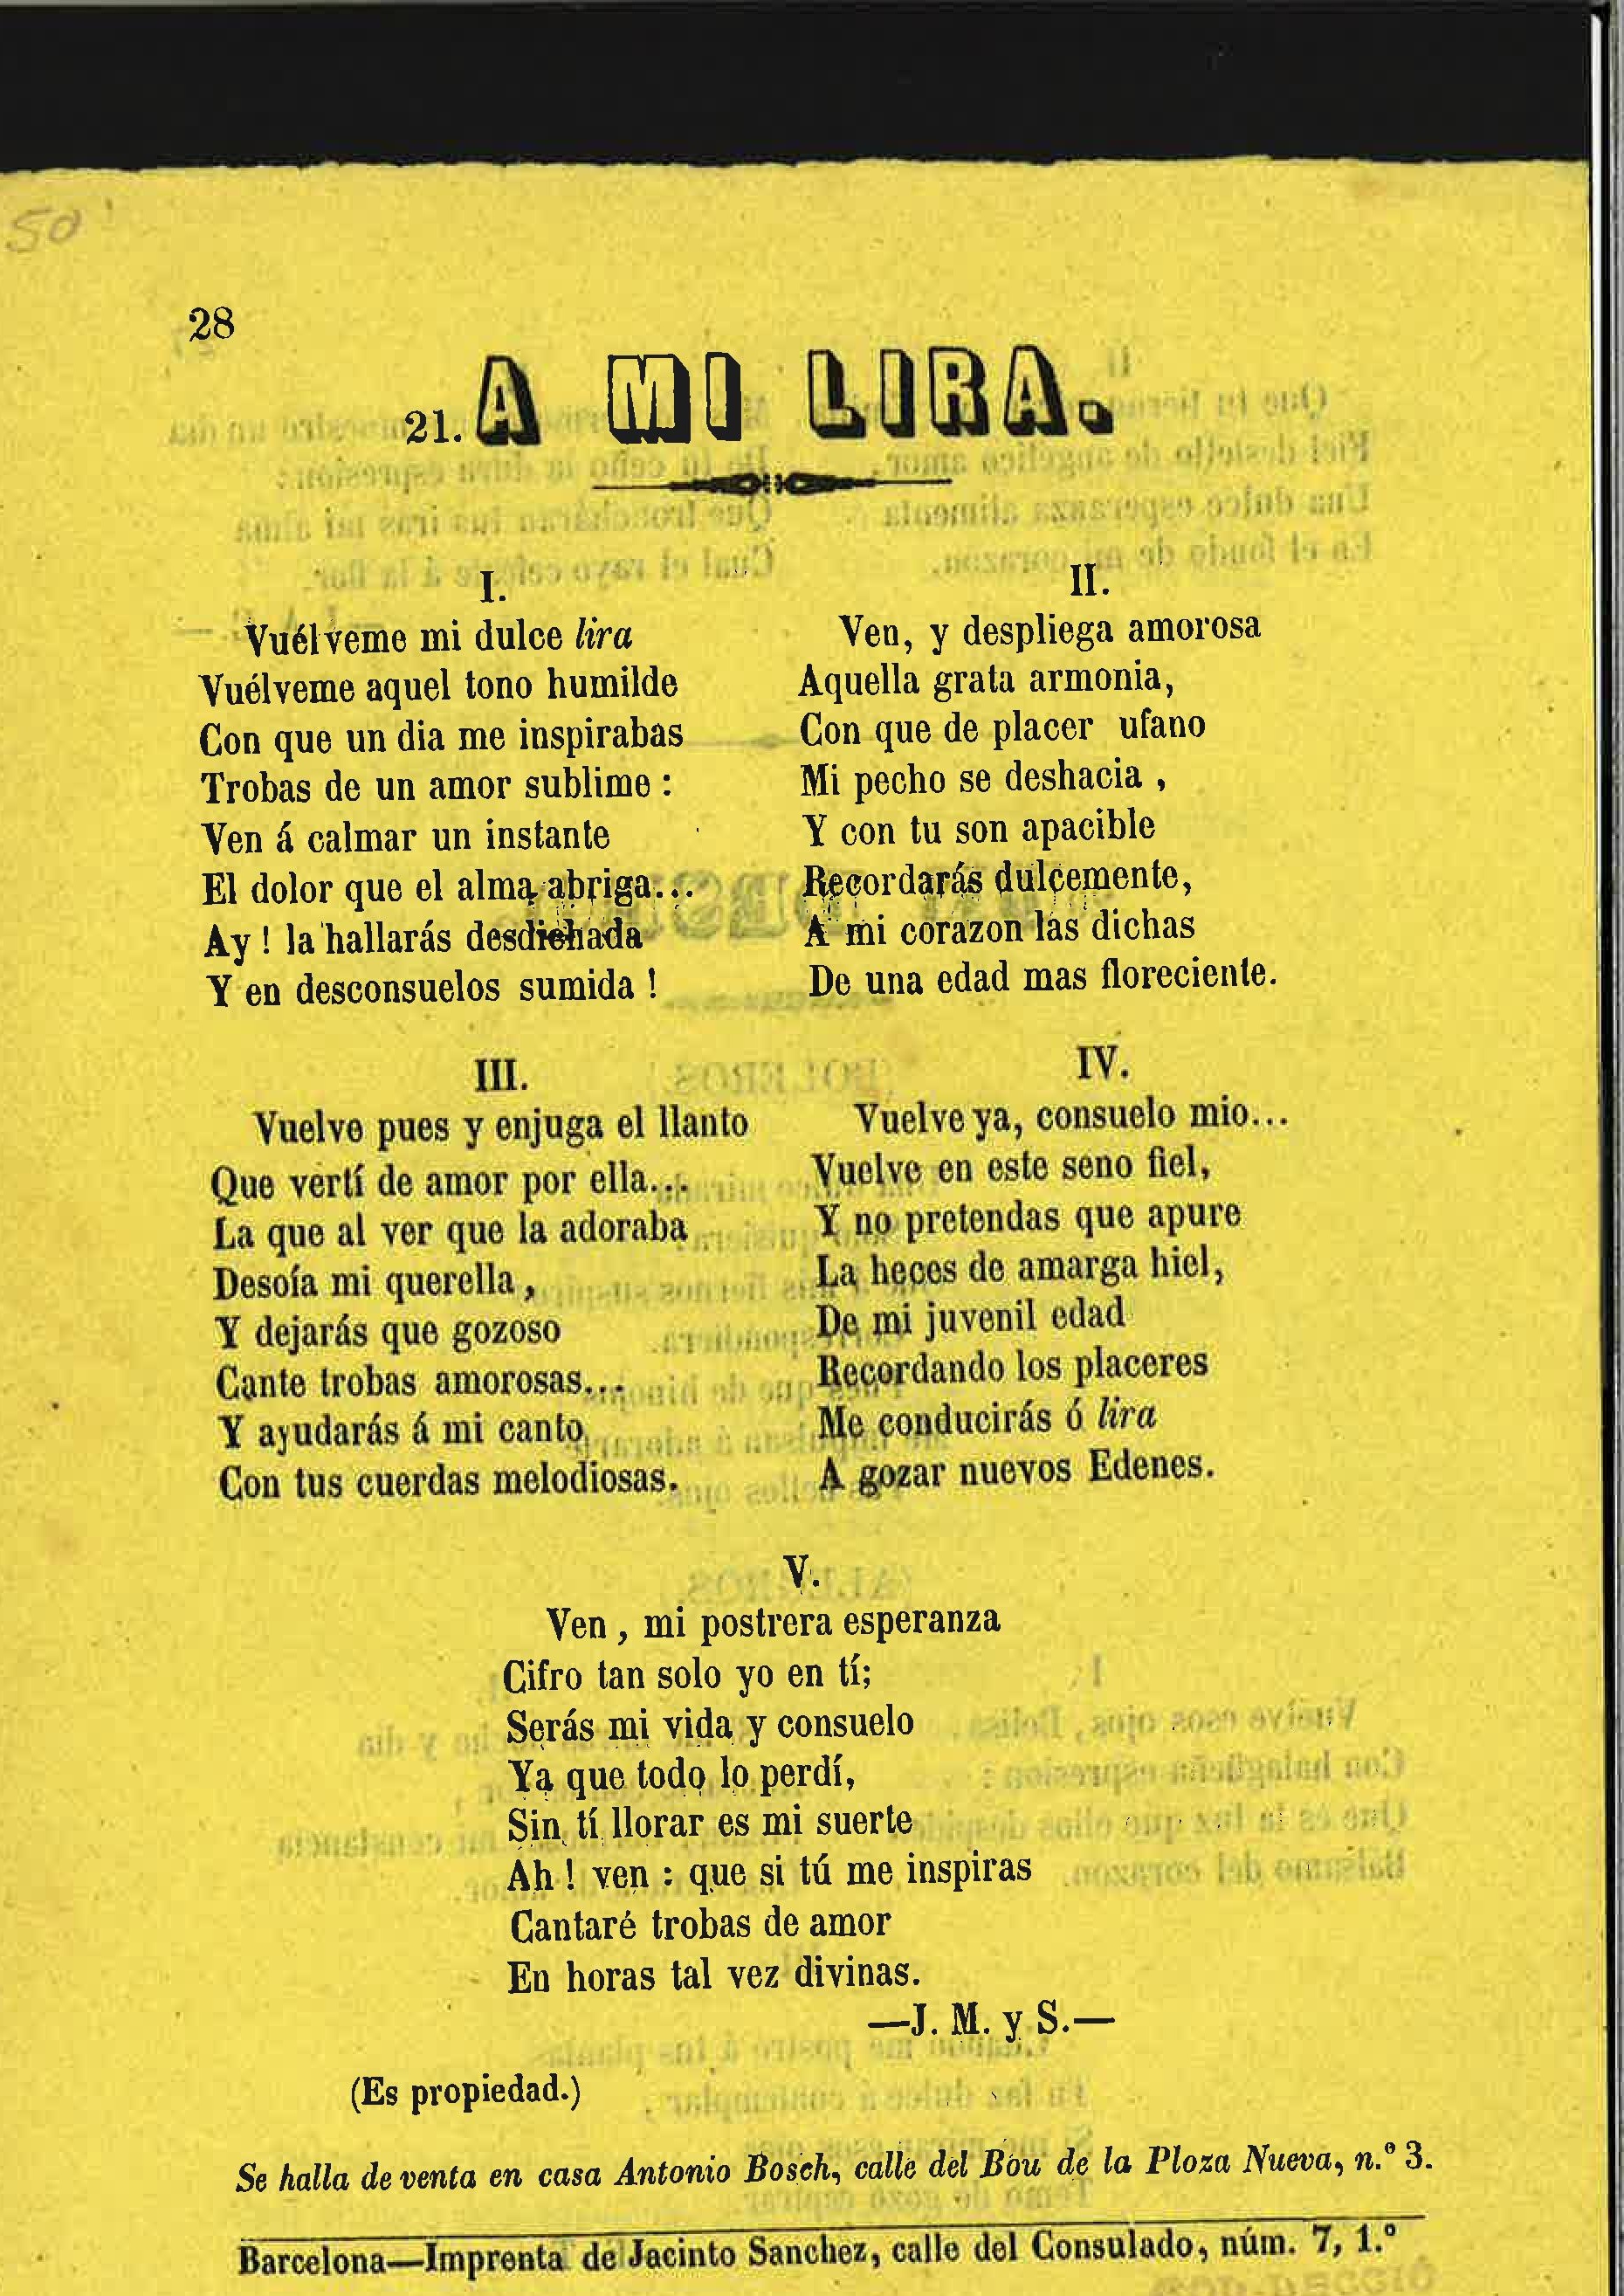 50
28
21. A MI LIRA.
I.
Vuélveme mi dulce lira
Vuélveme aquel tono humilde
Con que un dia me inspirabas
Trobas de un amor sublime :
Ven á calmar un instante
El dolor que el alma abriga...
Ay ! la hallarás desdichada
Y en desconsuelos sumida !
II.
Ven, y despliega amorosa
Aquella grata armonia,
Con que de placer ufano
Mi pecho se deshacia ,
Y con tu son apacible
Recordarás dulcemente,
A mi corazon las dichas
De una edad mas floreciente.
III.
Vuelve pues y enjuga el llanto
Que vertí de amor por ella...
La que al ver que la adoraba
Desoía mi querella ,
Y dejarás que gozoso
Cante trobas amorosas...
Y ayudarás á mi canto
Con tus cuerdas melodiosas.
IV.
Vuelve ya, consuelo mio...
Vuelve en este seno fiel,
Y no pretendas que apure
La heces de amarga hiel,
De mi juvenil edad
Recordando los placeres
Me conducirás ó lira
A gozar nuevos Edenes.
V.
Ven , mi postrera esperanza
Cifro tan solo yo en tí;
Serás mi vida y consuelo
Ya que todo lo perdí,
Sin tí llorar es mi suerte
Ah ! ven : que si tú me inspiras
Cantaré trobas de amor
En horas tal vez divinas.
—J. M. y S.—
(Es propiedad.)
Se halla de venta en casa Antonio Bosch, calle del Bou de la Ploza Nueva, n.º 3.
Barcelona—Imprenta de Jacinto Sanchez, calle del Consulado, núm. 7, 1.º